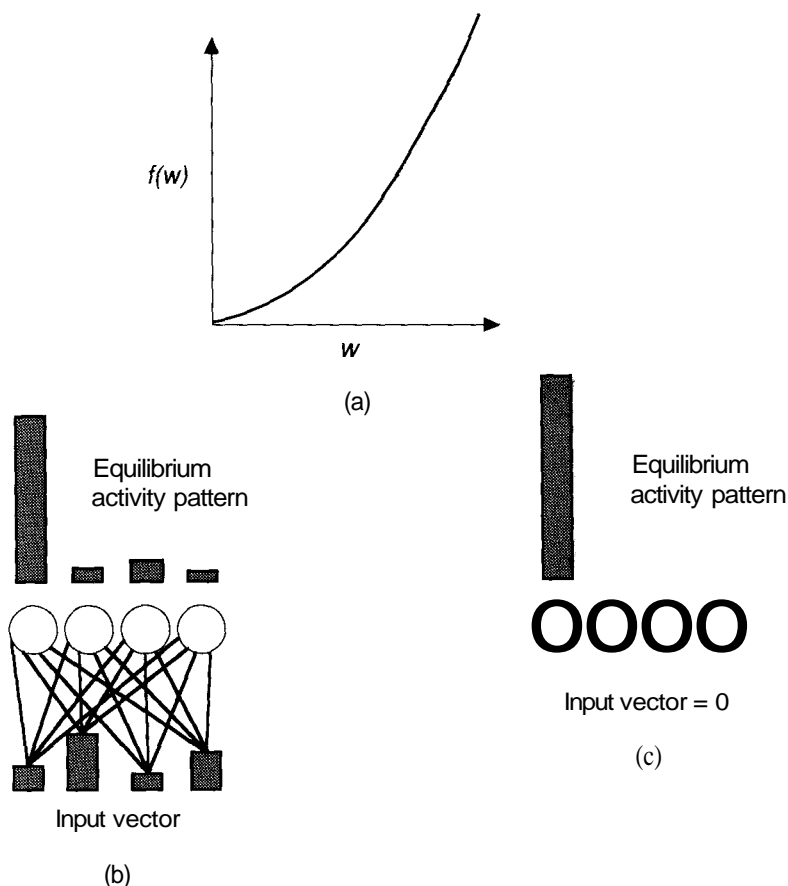 f(w)
w
(a)
Equilibrium
activity pattern
Input vector
(b)
Equilibrium
activity pattern
OOOO
Input vector = 0
(c)